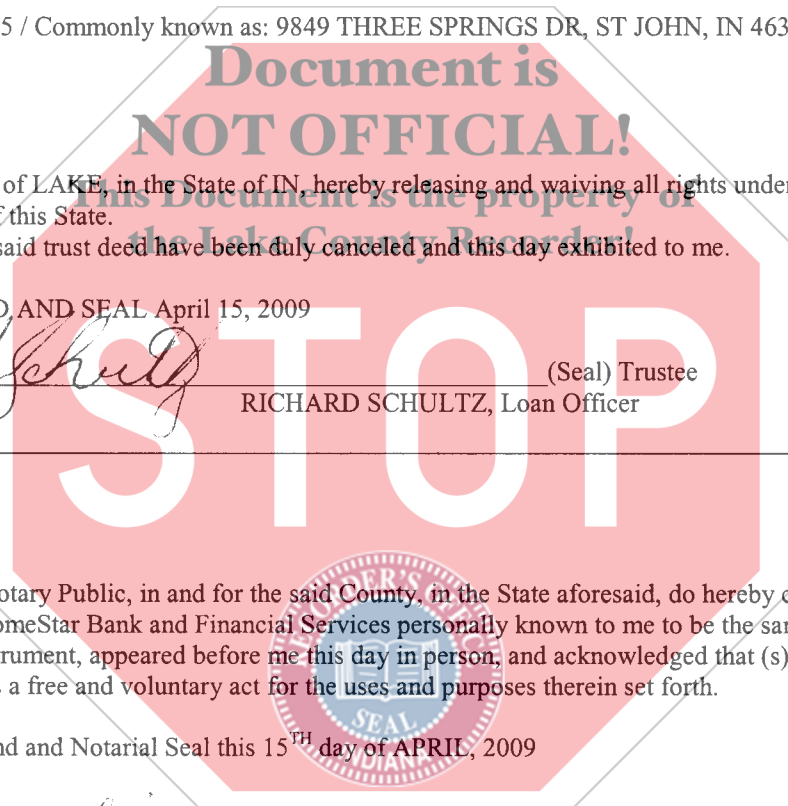 5 / Commonly known as: 9849 THREE SPRINGS DR, ST JOHN, IN 463
Document is
NOT OFFICIAL!
of LAKE, in the State of IN, hereby releasing and waiving all rights under
This Document is the property of
f this State.
said trust deed have been duly canceled and this day exhibited to me.
the Lake County Recorder!
D AND SEAL April 15, 2009
Schultz
(Seal) Trustee
RICHARD SCHULTZ, Loan Officer
STOP
otary Public, in and for the said County, in the State aforesaid, do hereby c
omeStar Bank and Financial Services personally known to me to be the sam
rument, appeared before me this day in person, and acknowledged that (s)
s a free and voluntary act for the uses and purposes therein set forth.
RECORDER'S OFFICE
SEAL
INDIANA
nd and Notarial Seal this 15TH day of APRIL, 2009